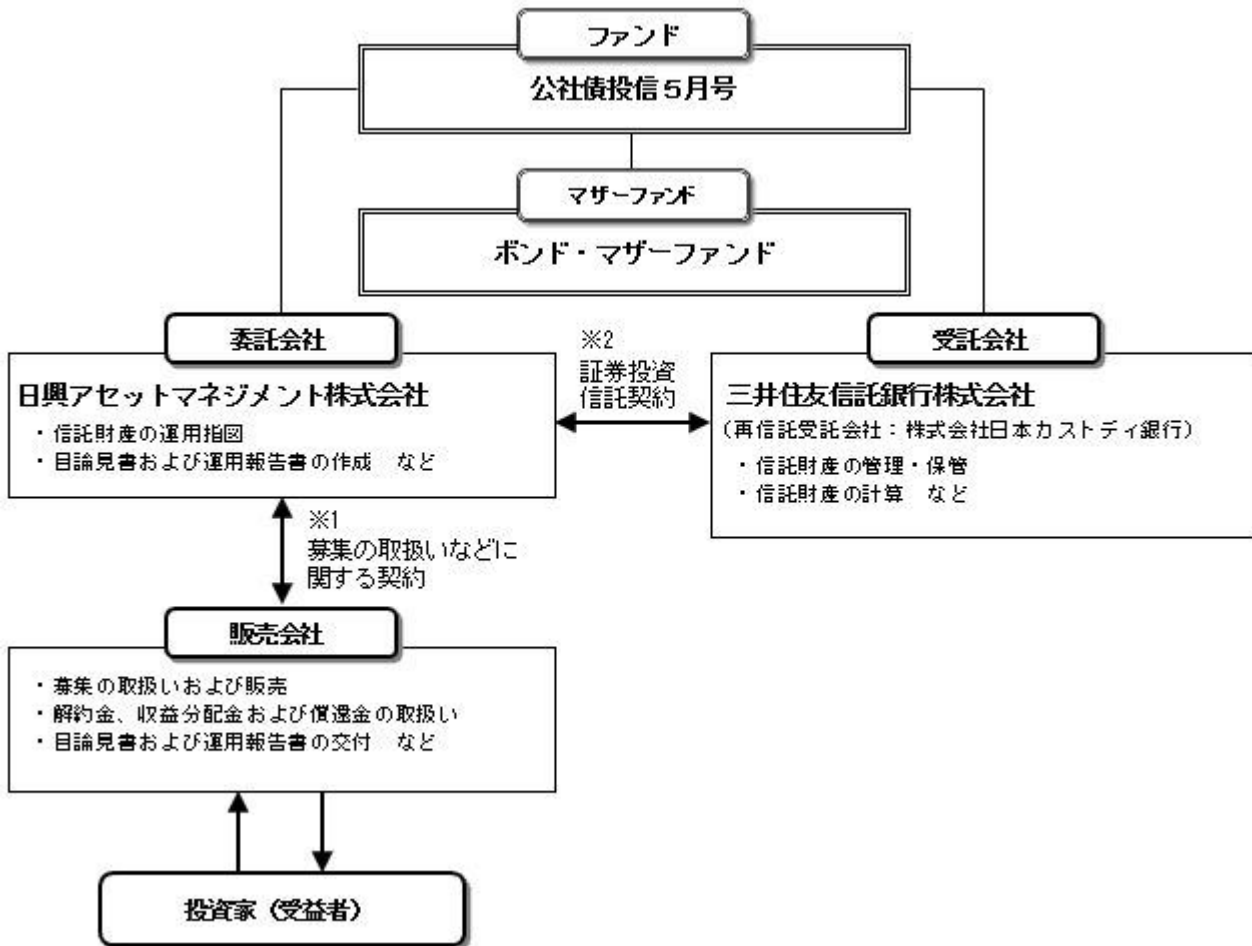 ファンド
公社債投信5月号
マザーファンド
ボンド・マザーファンド
委託会社
日興アセットマネジメント株式会社
・信託財産の運用指図
・目論見書および運用報告書の作成　など
※2
証券投資
信託契約
受託会社
三井住友信託銀行株式会社
(再信託受託会社：株式会社日本カストディ銀行)
・信託財産の管理・保管
・信託財産の計算　など
※1
募集の取扱いなどに
関する契約
販売会社
・募集の取扱いおよび販売
・解約金、収益分配金および償還金の取扱い
・目論見書および運用報告書の交付　など
投資家（受益者）